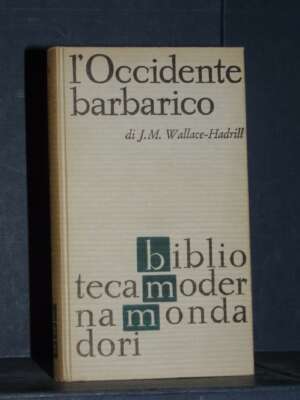 l'Occidente
barbarico
di J.M. Wallace-Hadrill
biblio
tecamoder
namonda
dori